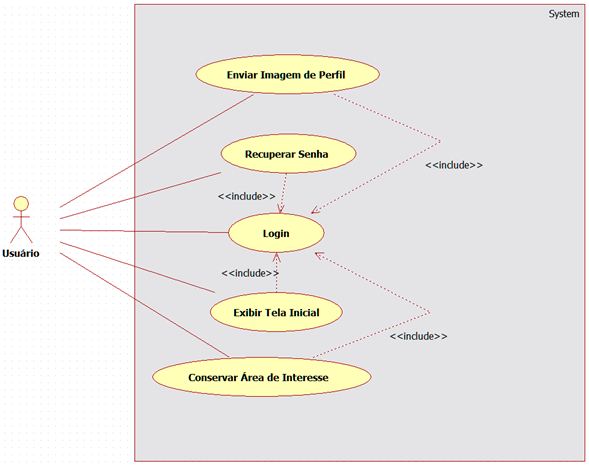 System
Enviar Imagem de Perfil
Recuperar Senha
<<include>>
<<include>>
Login
Usuário
<<include>>
Exibir Tela Inicial
<<include>>
Conservar Área de Interesse